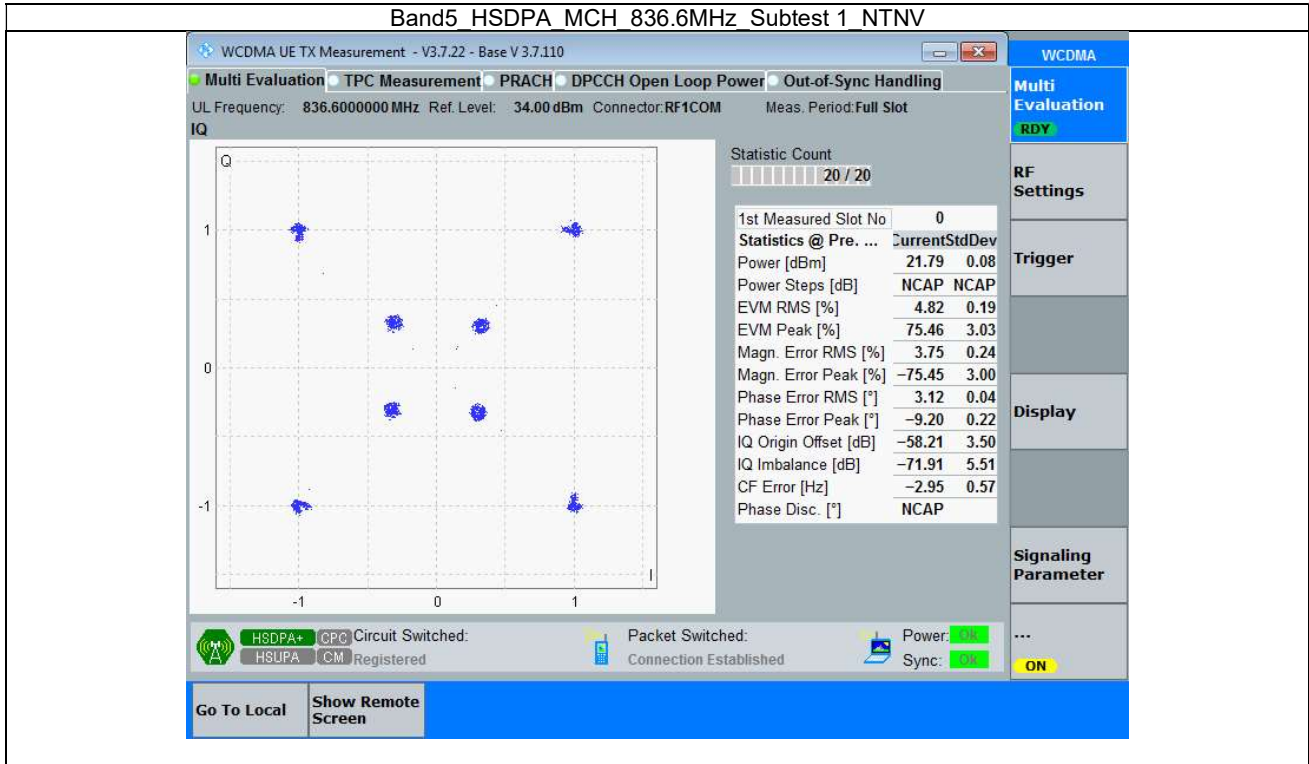 Band5_HSDPA_MCH_836.6MHz_Subtest 1_NTNV
WCDMA UE TX Measurement - V3.7.22 - Base V 3.7.110
WCDMA
Multi Evaluation TPC Measurement PRACH DPCCH Open Loop Power Out-of-Sync Handling
UL Frequency: 836.6000000 MHz Ref. Level: 34.00 dBm Connector:RF1COM Meas. Period:Full Slot
IQ
Q
1
0
-1
-1 0 1
I
Statistic Count
20 / 20
1st Measured Slot No 0
Statistics @ Pre. ... Current StdDev
Power [dBm] 21.79 0.08
Power Steps [dB] NCAP NCAP
EVM RMS [%] 4.82 0.19
EVM Peak [%] 75.46 3.03
Magn. Error RMS [%] 3.75 0.24
Magn. Error Peak [%] −75.45 3.00
Phase Error RMS [°] 3.12 0.04
Phase Error Peak [°] −9.20 0.22
IQ Origin Offset [dB] −58.21 3.50
IQ Imbalance [dB] −71.91 5.51
CF Error [Hz] −2.95 0.57
Phase Disc. [°] NCAP
Multi
Evaluation
RDY
RF
Settings
Trigger
Display
Signaling
Parameter
...
ON
HSDPA+ CPC Circuit Switched: Packet Switched: Power: Ok
HSUPA CM Registered Connection Established Sync: Ok
Go To Local
Show Remote
Screen